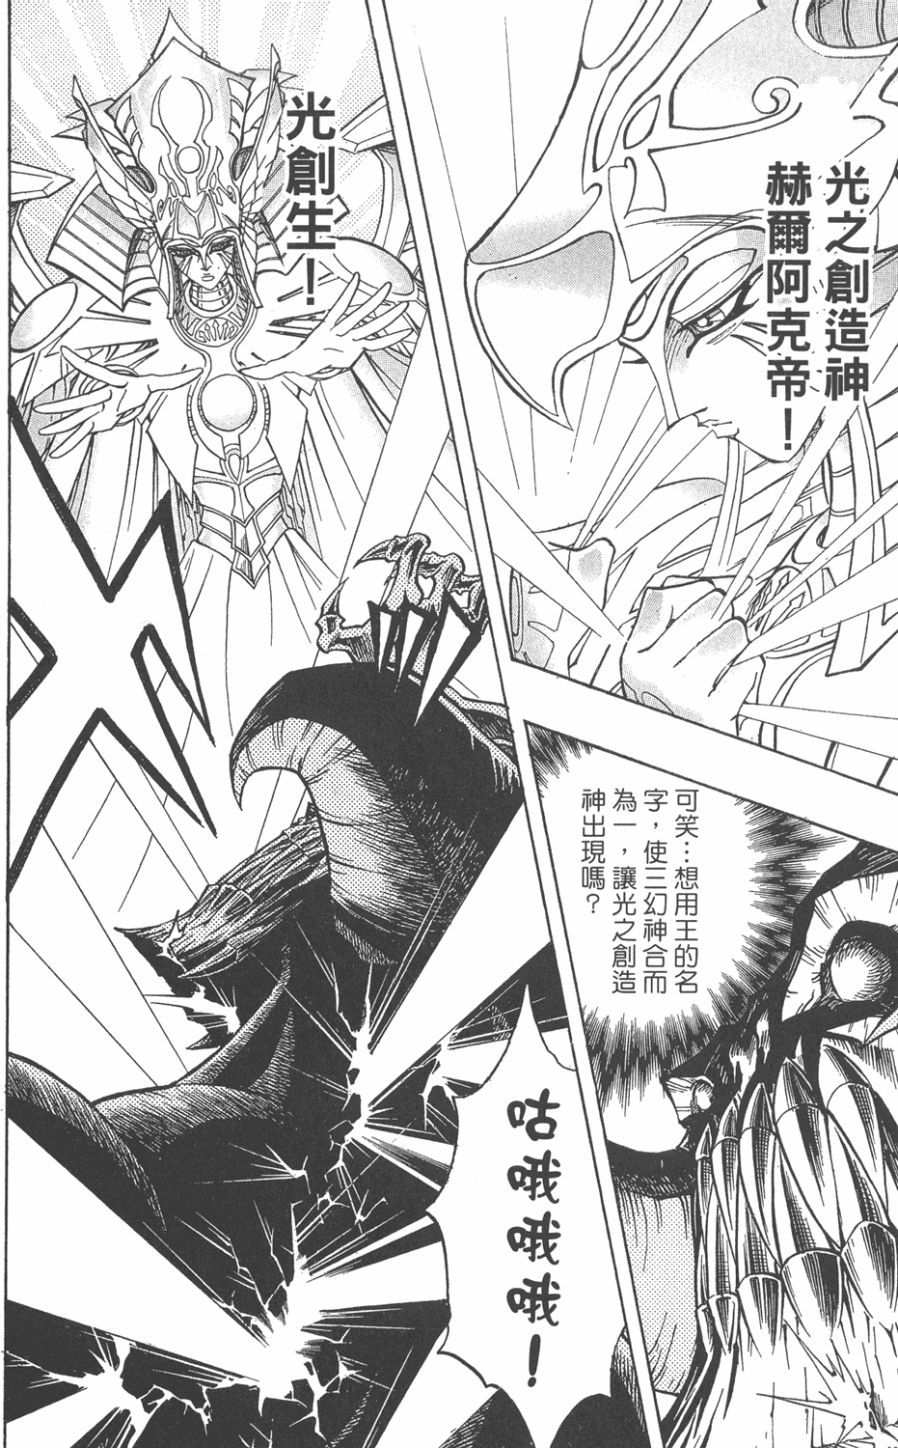 光之創造神
赫爾阿克帝！
光創生！
可笑…想用王的名
字，使三幻神合而
為一，讓光之創造
神出現嗎？
咕哦哦哦！